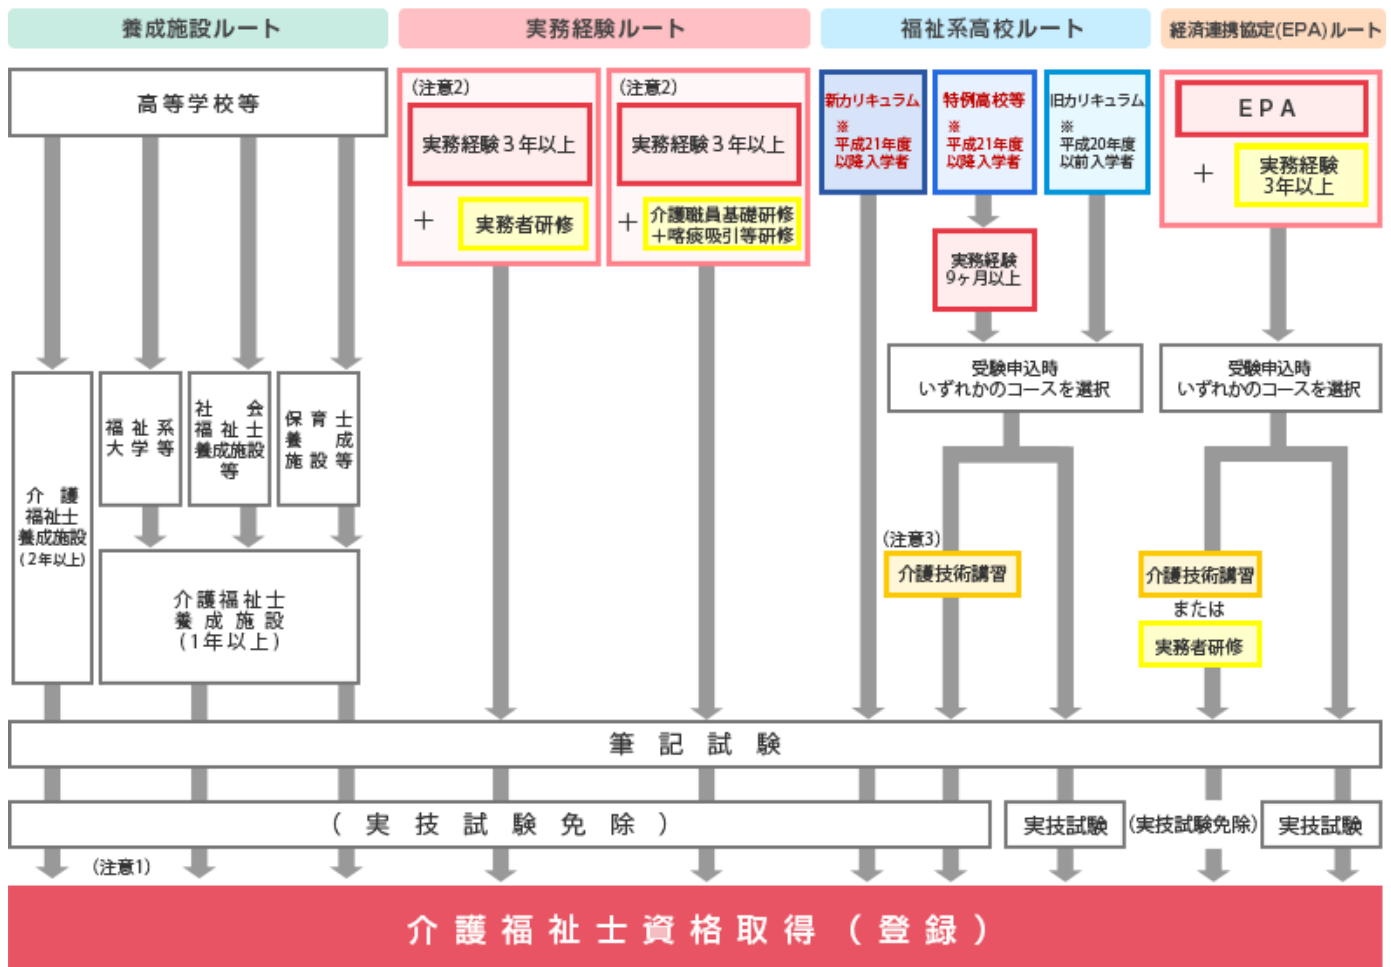 養成施設ルート
実務経験ルート
福祉系高校ルート
経済連携協定(EPA)ルート
高等学校等
(注意2)
実務経験3年以上
＋
実務者研修
(注意2)
実務経験3年以上
＋
介護職員基礎研修
＋喀痰吸引等研修
新カリキュラム
※
平成21年度
以降入学者
特例高校等
※
平成21年度
以降入学者
旧カリキュラム
※
平成20年度
以前入学者
EPA
＋
実務経験
3年以上
実務経験
9ヶ月以上
受験申込時
いずれかのコースを選択
受験申込時
いずれかのコースを選択
介護
福祉士
養成施設
(2年以上)
福祉系
大学等
社会
福祉士
養成施設
等
保育士
養成
施設等
介護福祉士
養成施設
(1年以上)
(注意3)
介護技術講習
介護技術講習
または
実務者研修
筆記試験
(実技試験免除)
実技試験
(実技試験免除)
実技試験
(注意1)
介護福祉士資格取得(登録)